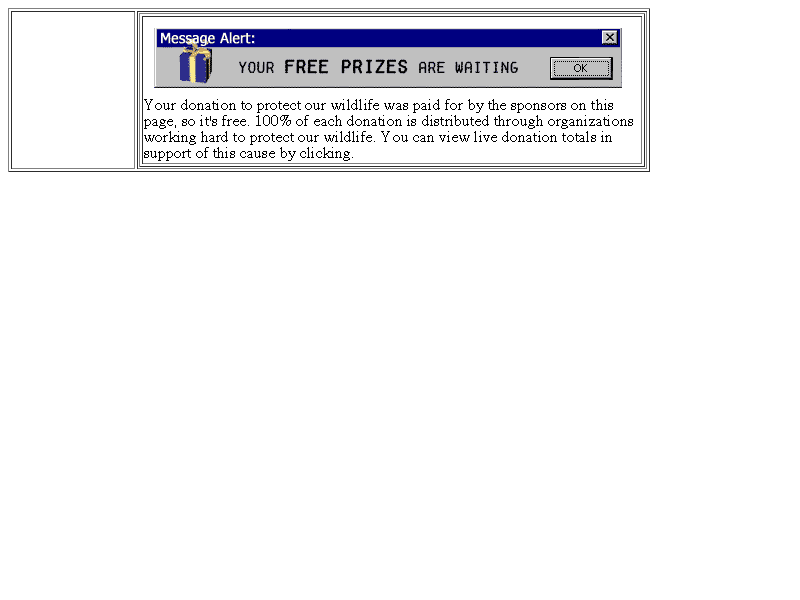 Message Alert:
YOUR FREE PRIZES ARE WAITING
OK
Your donation to protect our wildlife was paid for by the sponsors on this
page, so it's free. 100% of each donation is distributed through organizations
working hard to protect our wildlife. You can view live donation totals in
support of this cause by clicking.